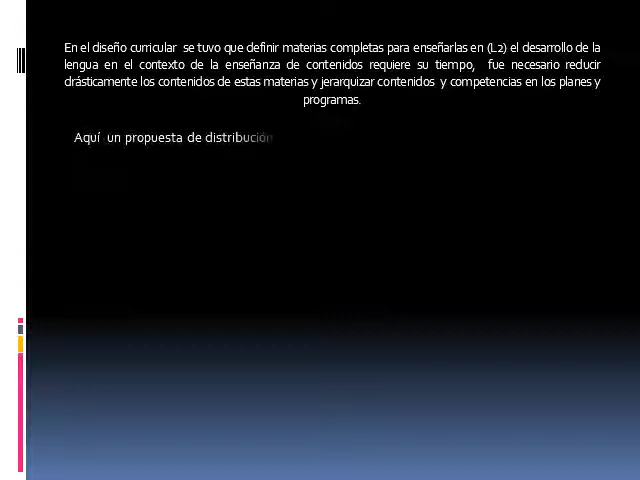 En el diseño curricular se tuvo que definir materias completas para enseñarlas en (L2) el desarrollo de la
lengua en el contexto de la enseñanza de contenidos requiere su tiempo, fue necesario reducir
drásticamente los contenidos de estas materias y jerarquizar contenidos y competencias en los planes y
programas.
Aquí un propuesta de distribución